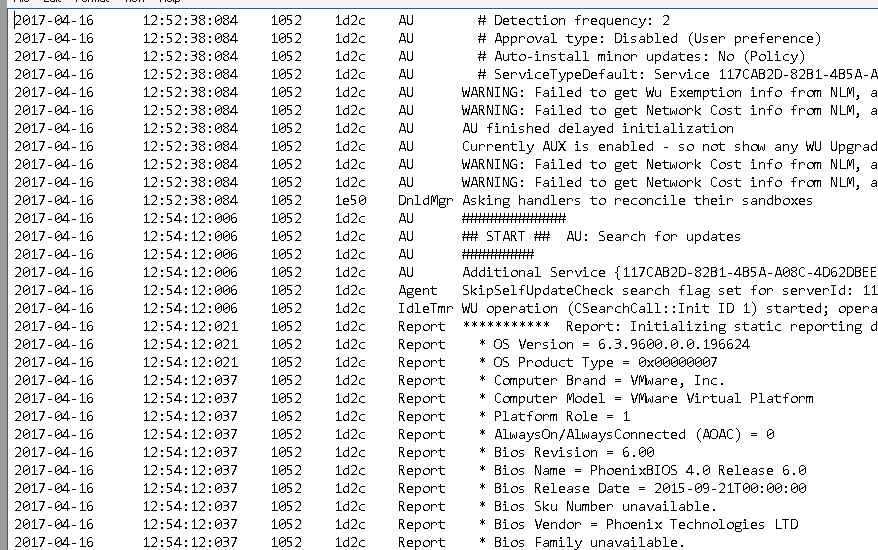 2017-04-16 12:52:38:084 1052 1d2c AU # Detection frequency: 2
2017-04-16 12:52:38:084 1052 1d2c AU # Approval type: Disabled (User preference)
2017-04-16 12:52:38:084 1052 1d2c AU # Auto-install minor updates: No (Policy)
2017-04-16 12:52:38:084 1052 1d2c AU # ServiceTypeDefault: Service 117CAB2D-82B1-4B5A-A
2017-04-16 12:52:38:084 1052 1d2c AU WARNING: Failed to get Wu Exemption info from NLM, a
2017-04-16 12:52:38:084 1052 1d2c AU WARNING: Failed to get Network Cost info from NLM, a
2017-04-16 12:52:38:084 1052 1d2c AU AU finished delayed initialization
2017-04-16 12:52:38:084 1052 1d2c AU Currently AUX is enabled - so not show any WU Upgrad
2017-04-16 12:52:38:084 1052 1d2c AU WARNING: Failed to get Network Cost info from NLM, a
2017-04-16 12:52:38:084 1052 1d2c AU WARNING: Failed to get Network Cost info from NLM, a
2017-04-16 12:52:38:084 1052 1e50 DnldMgr Asking handlers to reconcile their sandboxes
2017-04-16 12:54:12:006 1052 1d2c AU #############
2017-04-16 12:54:12:006 1052 1d2c AU ## START ## AU: Search for updates
2017-04-16 12:54:12:006 1052 1d2c AU #########
2017-04-16 12:54:12:006 1052 1d2c AU Additional Service {117CAB2D-82B1-4B5A-A08C-4D62DBEE
2017-04-16 12:54:12:006 1052 1d2c Agent SkipSelfUpdateCheck search flag set for serverId: 11
2017-04-16 12:54:12:006 1052 1d2c IdleTmr WU operation (CSearchCall::Init ID 1) started; opera
2017-04-16 12:54:12:021 1052 1d2c Report *********** Report: Initializing static reporting d
2017-04-16 12:54:12:021 1052 1d2c Report * OS Version = 6.3.9600.0.0.196624
2017-04-16 12:54:12:021 1052 1d2c Report * OS Product Type = 0x00000007
2017-04-16 12:54:12:037 1052 1d2c Report * Computer Brand = VMware, Inc.
2017-04-16 12:54:12:037 1052 1d2c Report * Computer Model = VMware Virtual Platform
2017-04-16 12:54:12:037 1052 1d2c Report * Platform Role = 1
2017-04-16 12:54:12:037 1052 1d2c Report * AlwaysOn/AlwaysConnected (AOAC) = 0
2017-04-16 12:54:12:037 1052 1d2c Report * Bios Revision = 6.00
2017-04-16 12:54:12:037 1052 1d2c Report * Bios Name = PhoenixBIOS 4.0 Release 6.0
2017-04-16 12:54:12:037 1052 1d2c Report * Bios Release Date = 2015-09-21T00:00:00
2017-04-16 12:54:12:037 1052 1d2c Report * Bios Sku Number unavailable.
2017-04-16 12:54:12:037 1052 1d2c Report * Bios Vendor = Phoenix Technologies LTD
2017-04-16 12:54:12:037 1052 1d2c Report * Bios Family unavailable.